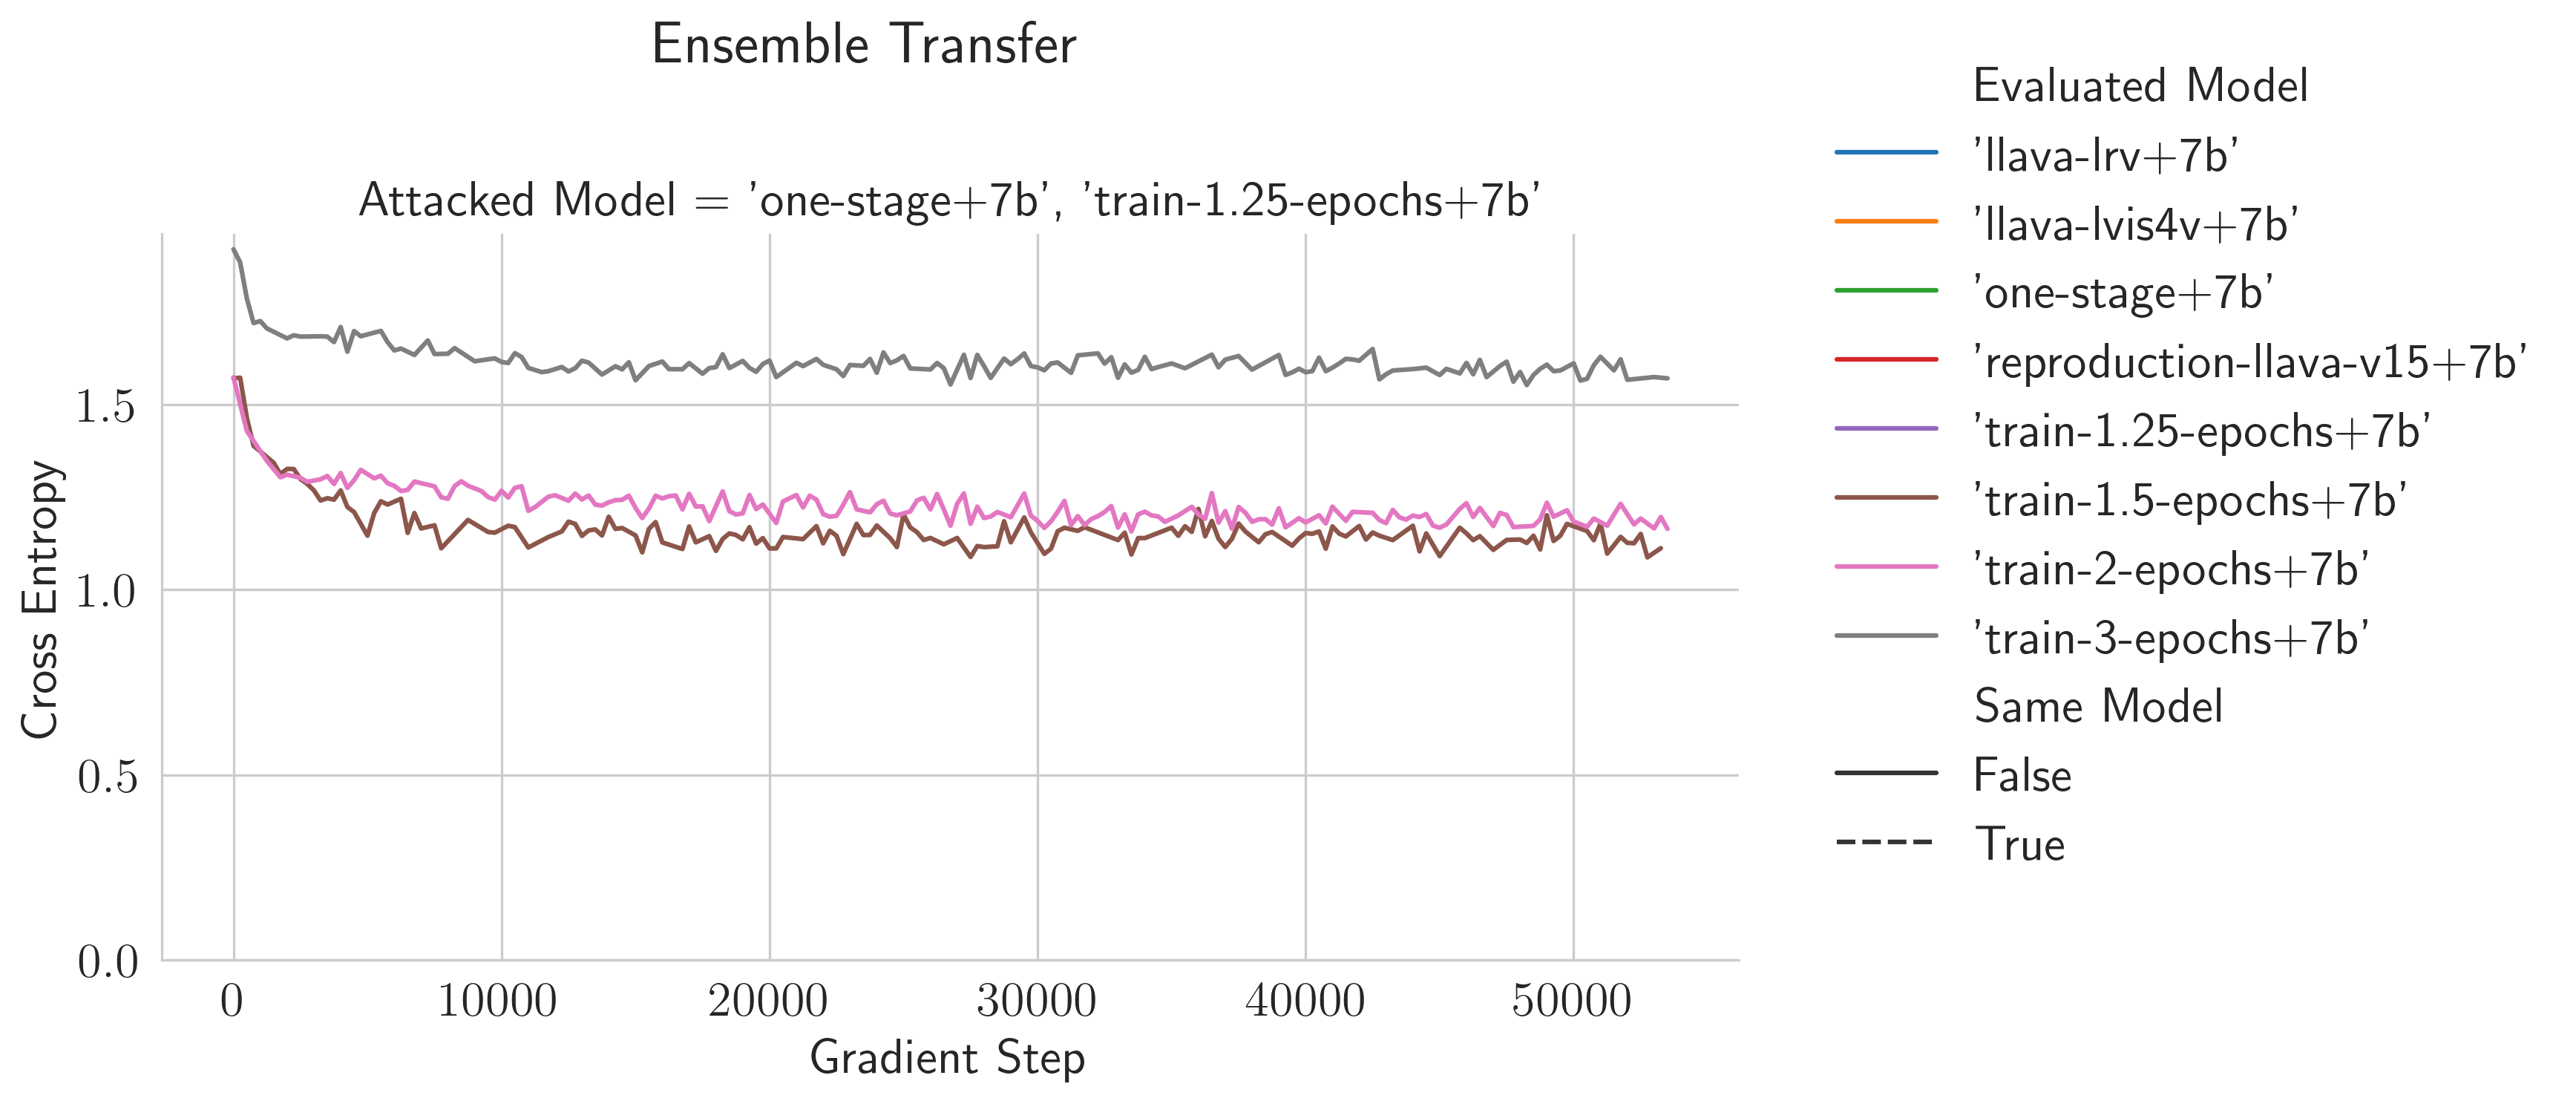 Ensemble Transfer
Attacked Model = 'one-stage+7b', 'train-1.25-epochs+7b'
Cross Entropy
1.5
1.0
0.5
0.0
0
10000
20000
30000
40000
50000
Gradient Step
Evaluated Model
'llava-lrv+7b'
'llava-lvis4v+7b'
'one-stage+7b'
'reproduction-llava-v15+7b'
'train-1.25-epochs+7b'
'train-1.5-epochs+7b'
'train-2-epochs+7b'
'train-3-epochs+7b'
Same Model
False
True